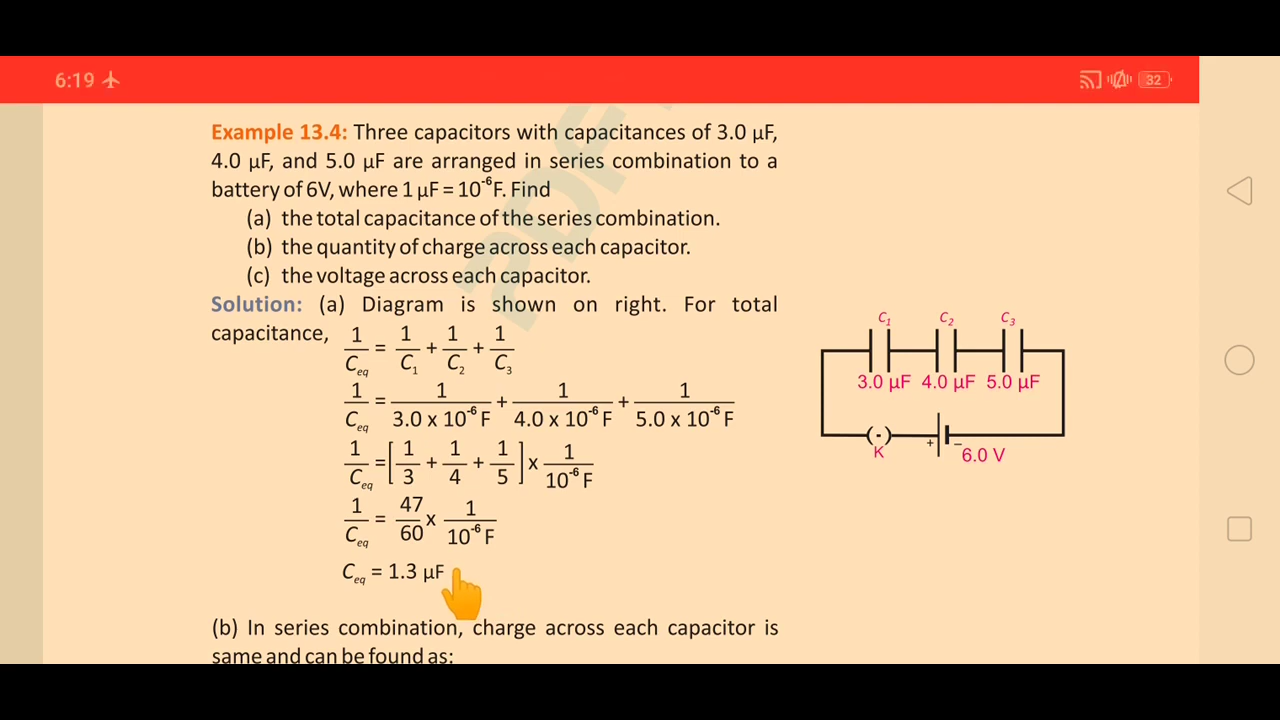 6:19
32
PDF
Example 13.4: Three capacitors with capacitances of 3.0 µF,
4.0 µF, and 5.0 µF are arranged in series combination to a
battery of 6V, where 1 µF = 10⁻⁶F. Find
(a) the total capacitance of the series combination.
(b) the quantity of charge across each capacitor.
(c) the voltage across each capacitor.
Solution: (a) Diagram is shown on right. For total
capacitance, 1/Ceq = 1/C₁ + 1/C₂ + 1/C₃
1/Ceq = 1/3.0 x 10⁻⁶ F + 1/4.0 x 10⁻⁶ F + 1/5.0 x 10⁻⁶ F
1/Ceq = [1/3 + 1/4 + 1/5] x 1/10⁻⁶ F
1/Ceq = 47/60 x 1/10⁻⁶ F
Ceq = 1.3 µF
(b) In series combination, charge across each capacitor is
same and can be found as:
C₁ C₂ C₃
3.0 µF 4.0 µF 5.0 µF
K + − 6.0 V